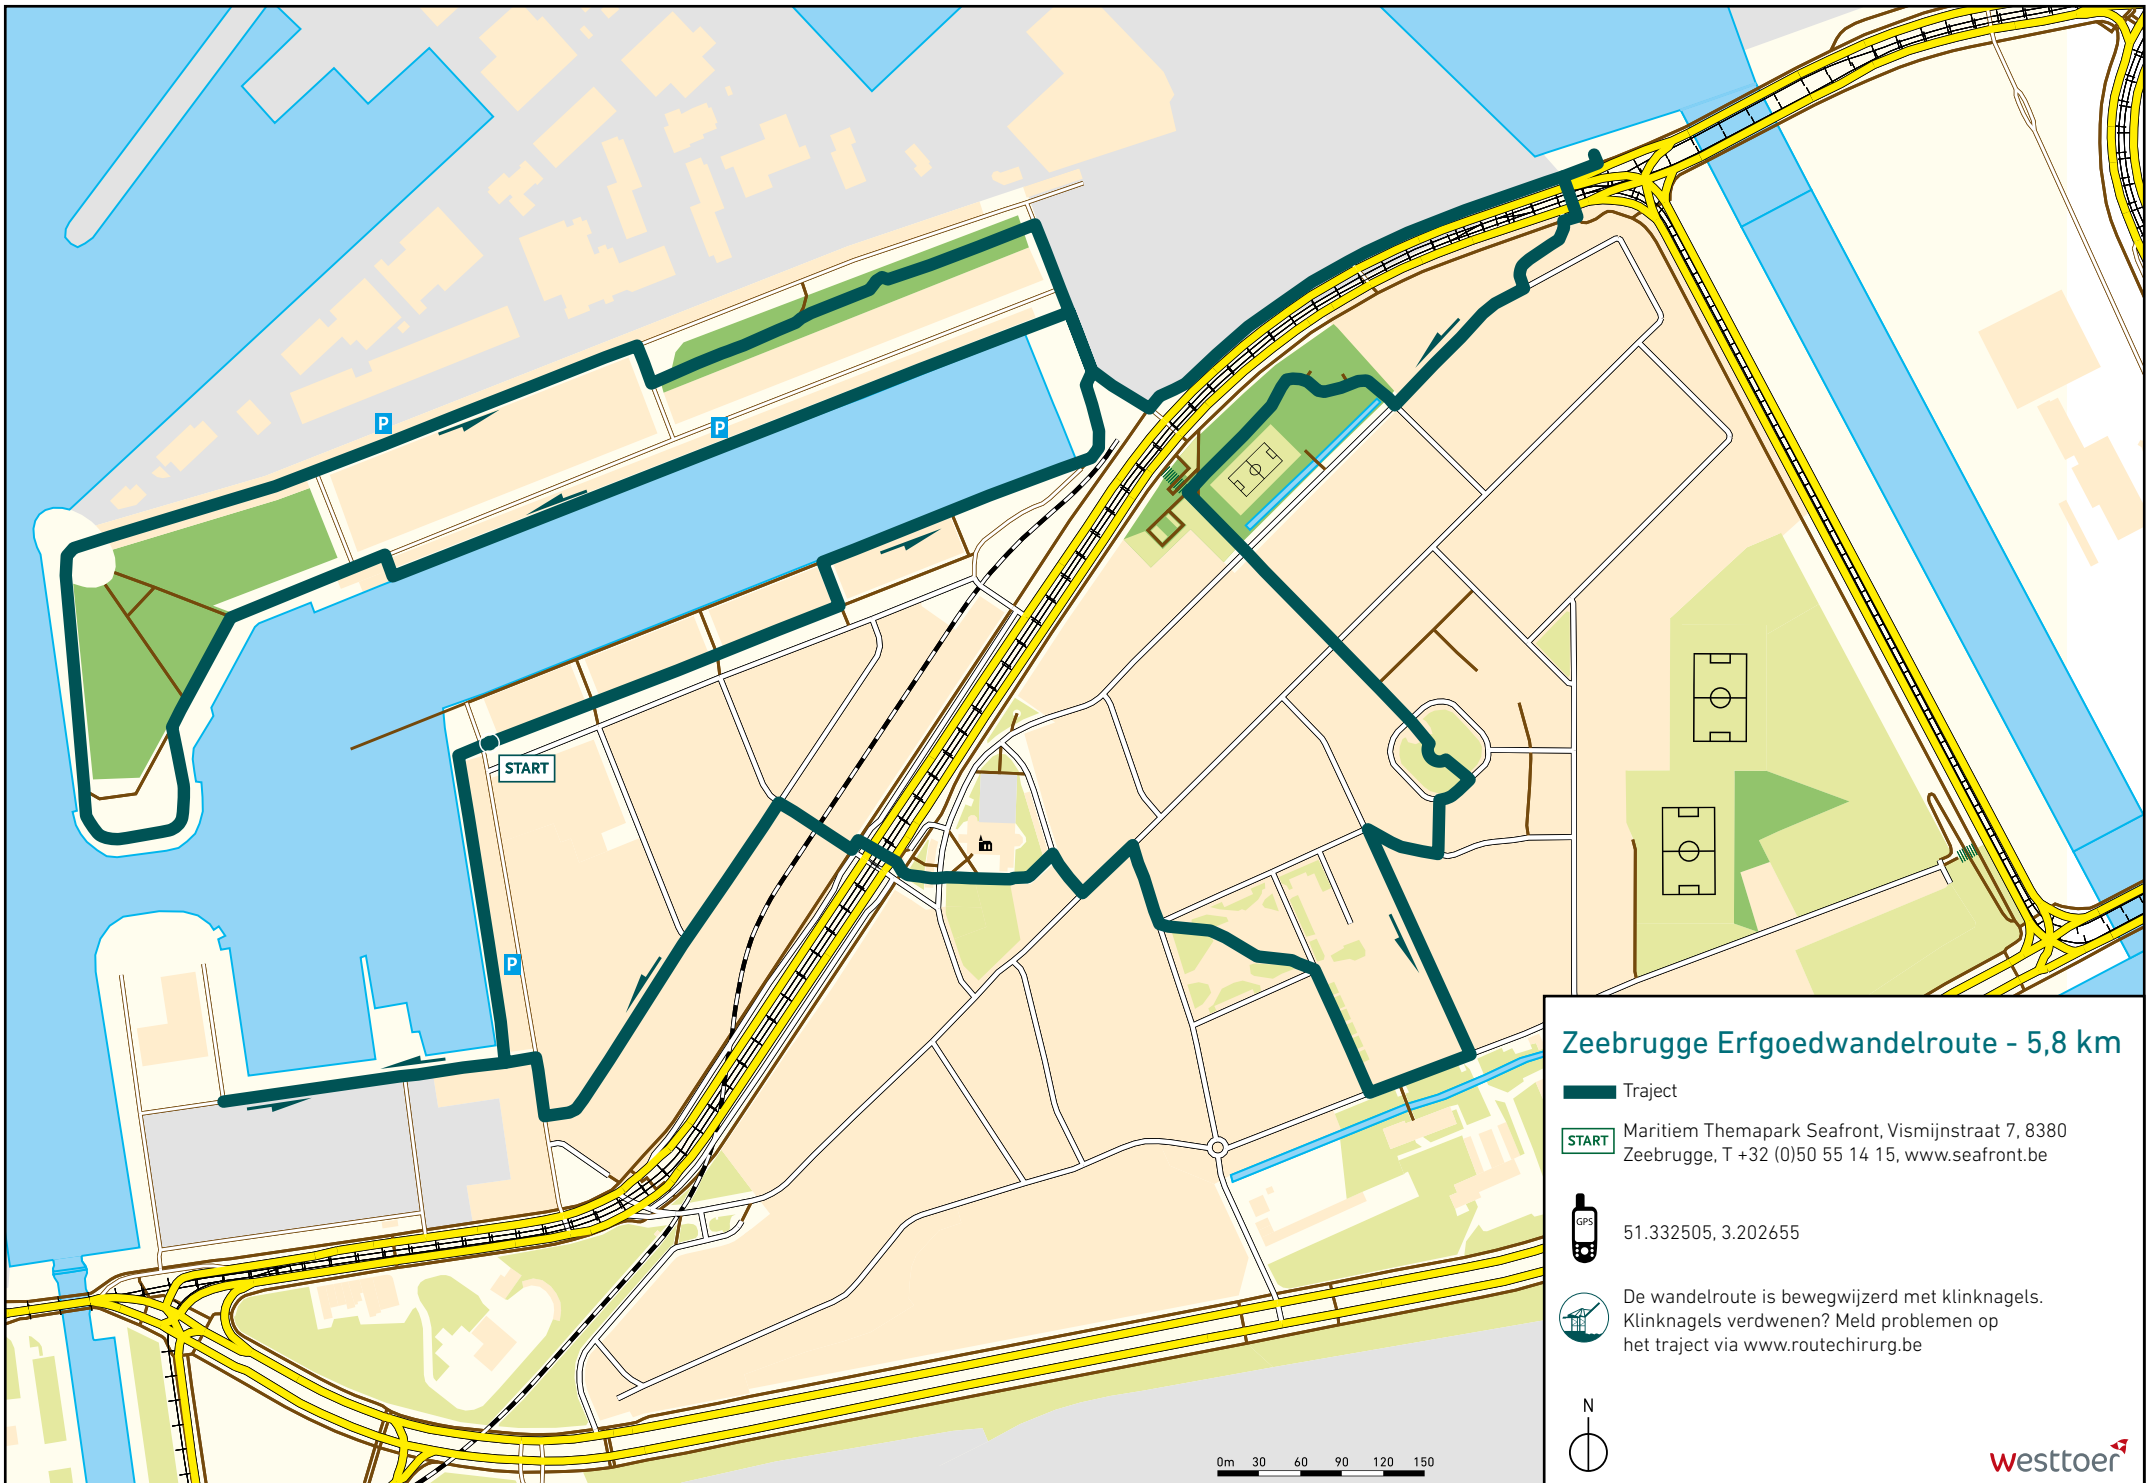 P
P
START
P
Zeebrugge Erfgoedwandelroute - 5,8 km
Traject
START
Maritiem Themapark Seafront, Vismijnstraat 7, 8380
Zeebrugge, T +32 (0)50 55 14 15, www.seafront.be
GPS
51.332505, 3.202655
De wandelroute is bewegwijzerd met klinknagels.
Klinknagels verdwenen? Meld problemen op
het traject via www.routechirurg.be
N
0m 30 60 90 120 150
westtoer